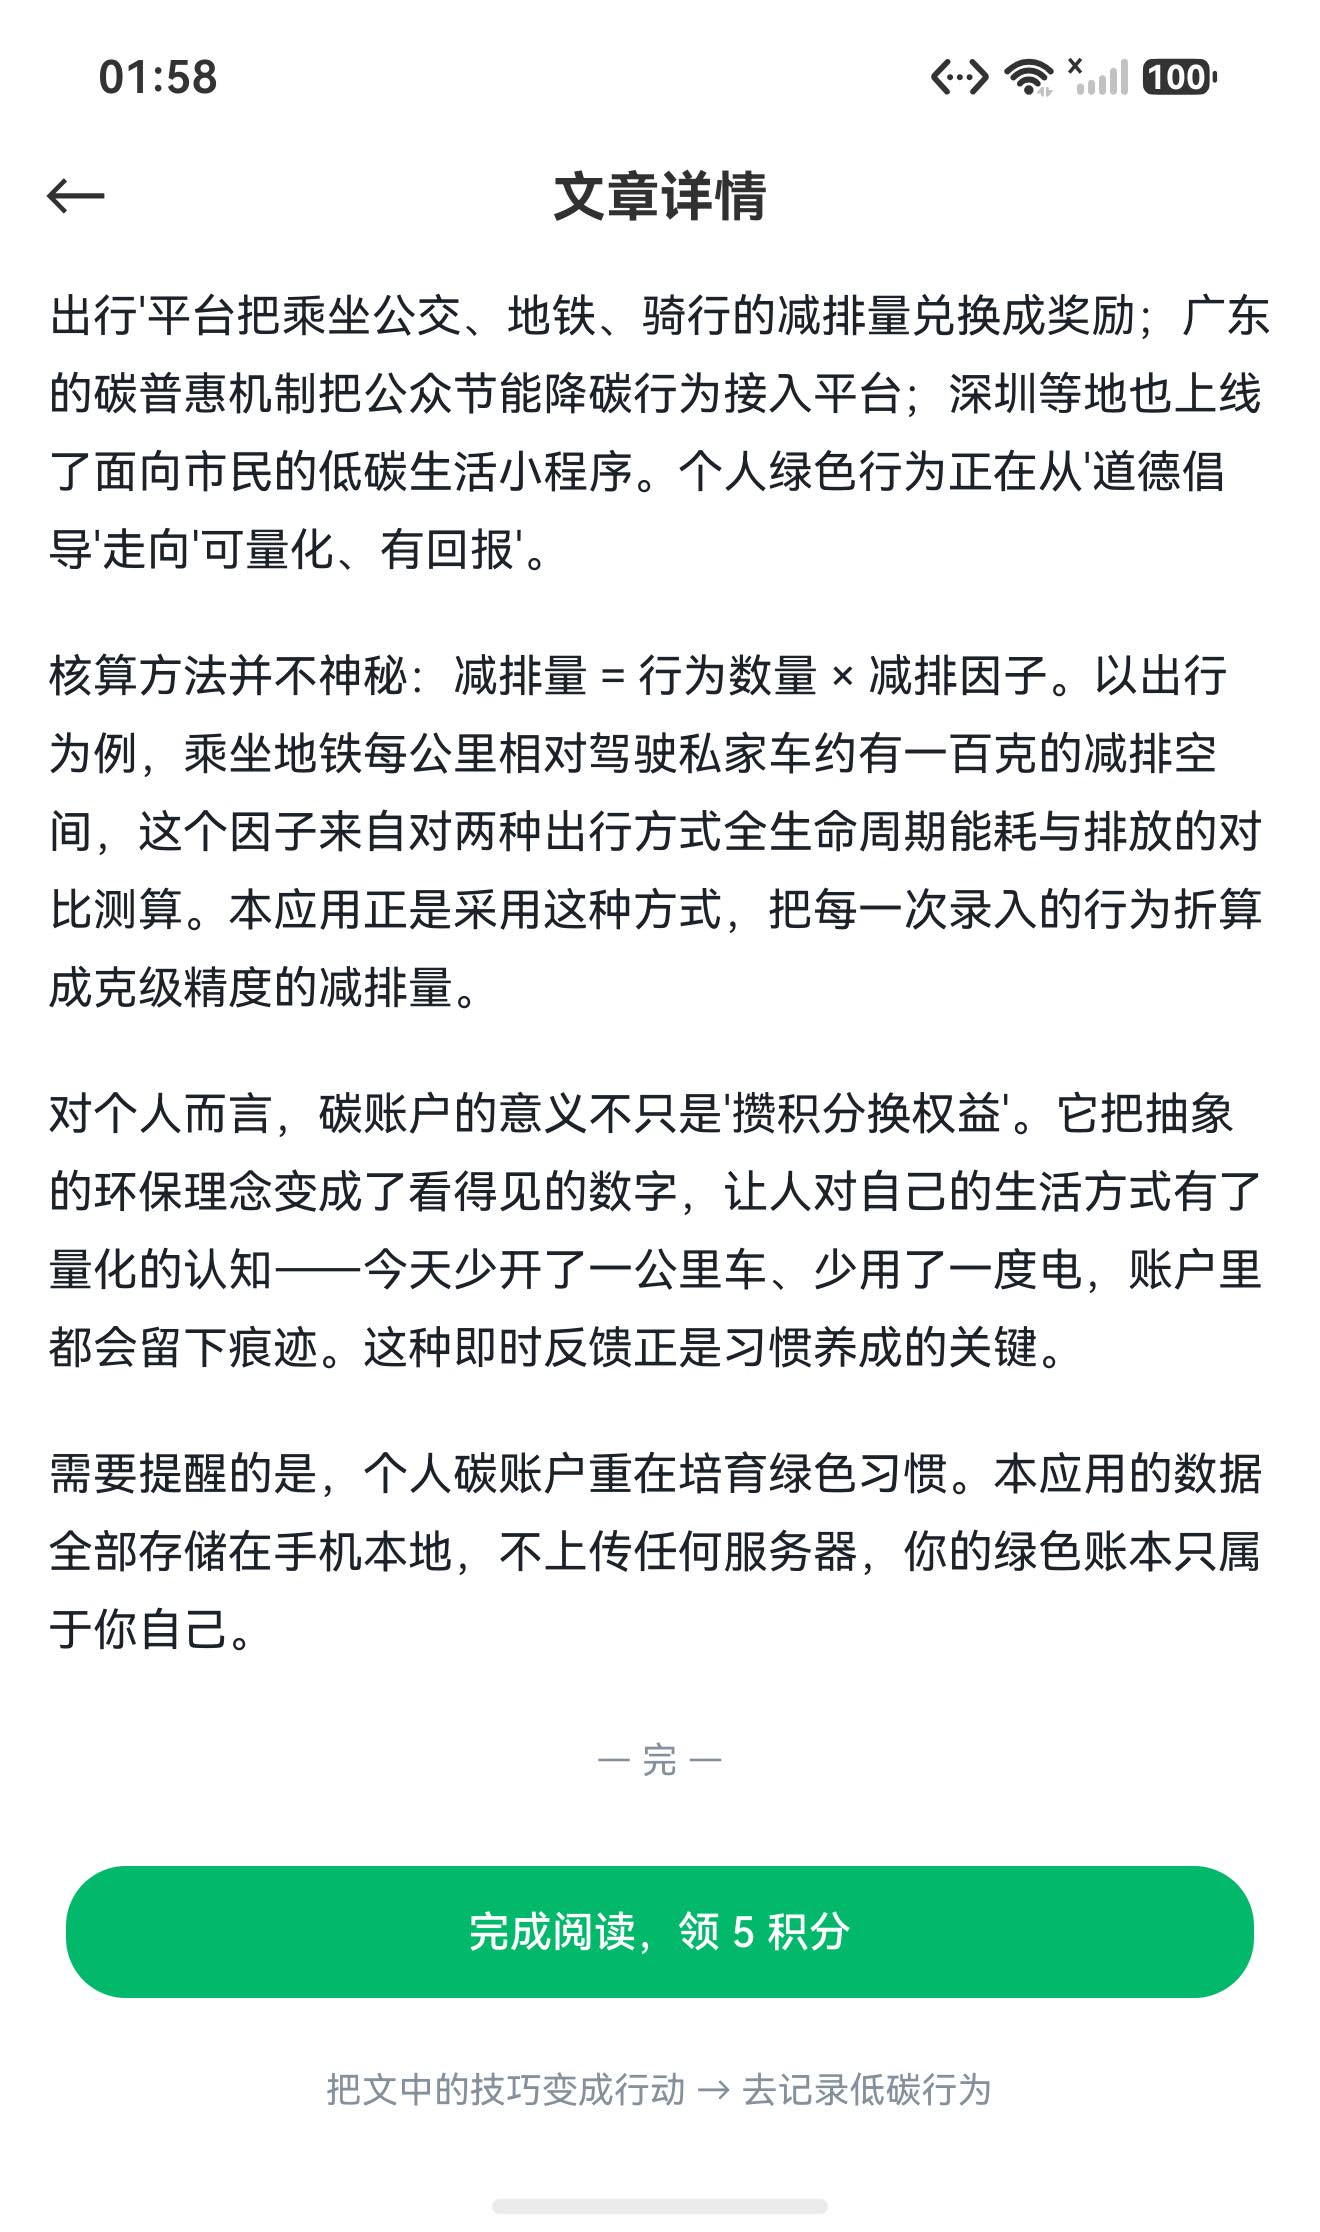 01:58
100
文章详情
出行'平台把乘坐公交、地铁、骑行的减排量兑换成奖励；广东
的碳普惠机制把公众节能降碳行为接入平台；深圳等地也上线
了面向市民的低碳生活小程序。个人绿色行为正在从'道德倡
导'走向'可量化、有回报'。
核算方法并不神秘：减排量 = 行为数量 × 减排因子。以出行
为例，乘坐地铁每公里相对驾驶私家车约有一百克的减排空
间，这个因子来自对两种出行方式全生命周期能耗与排放的对
比测算。本应用正是采用这种方式，把每一次录入的行为折算
成克级精度的减排量。
对个人而言，碳账户的意义不只是'攒积分换权益'。它把抽象
的环保理念变成了看得见的数字，让人对自己的生活方式有了
量化的认知——今天少开了一公里车、少用了一度电，账户里
都会留下痕迹。这种即时反馈正是习惯养成的关键。
需要提醒的是，个人碳账户重在培育绿色习惯。本应用的数据
全部存储在手机本地，不上传任何服务器，你的绿色账本只属
于你自己。
— 完 —
完成阅读，领 5 积分
把文中的技巧变成行动 → 去记录低碳行为